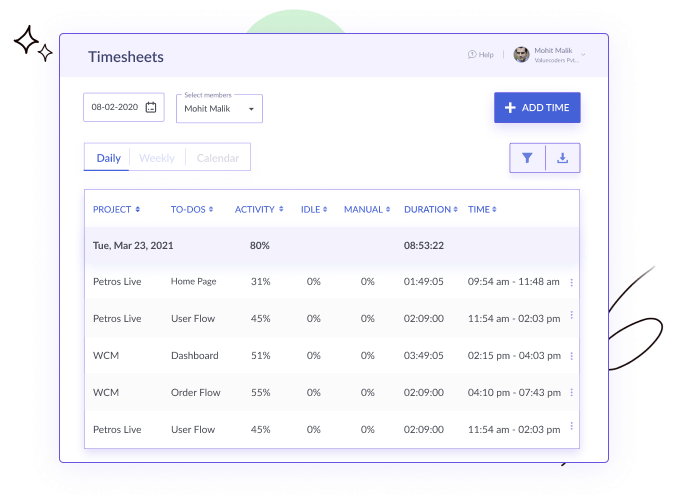 Timesheets
Help
Mohit Malik
Valuecoders Pvt...
08-02-2020
Select members
Mohit Malik
ADD TIME
Daily Weekly Calendar
PROJECT TO-DOS ACTIVITY IDLE MANUAL DURATION TIME
Tue, Mar 23, 2021 80% 08:53:22
Petros Live Home Page 31% 0% 0% 01:49:05 09:54 am - 11:48 am
Petros Live User Flow 45% 0% 0% 02:09:00 11:54 am - 02:03 pm
WCM Dashboard 51% 0% 0% 03:49:05 02:15 pm - 04:03 pm
WCM Order Flow 55% 0% 0% 02:09:00 04:10 pm - 07:43 pm
Petros Live User Flow 45% 0% 0% 02:09:00 11:54 am - 02:03 pm